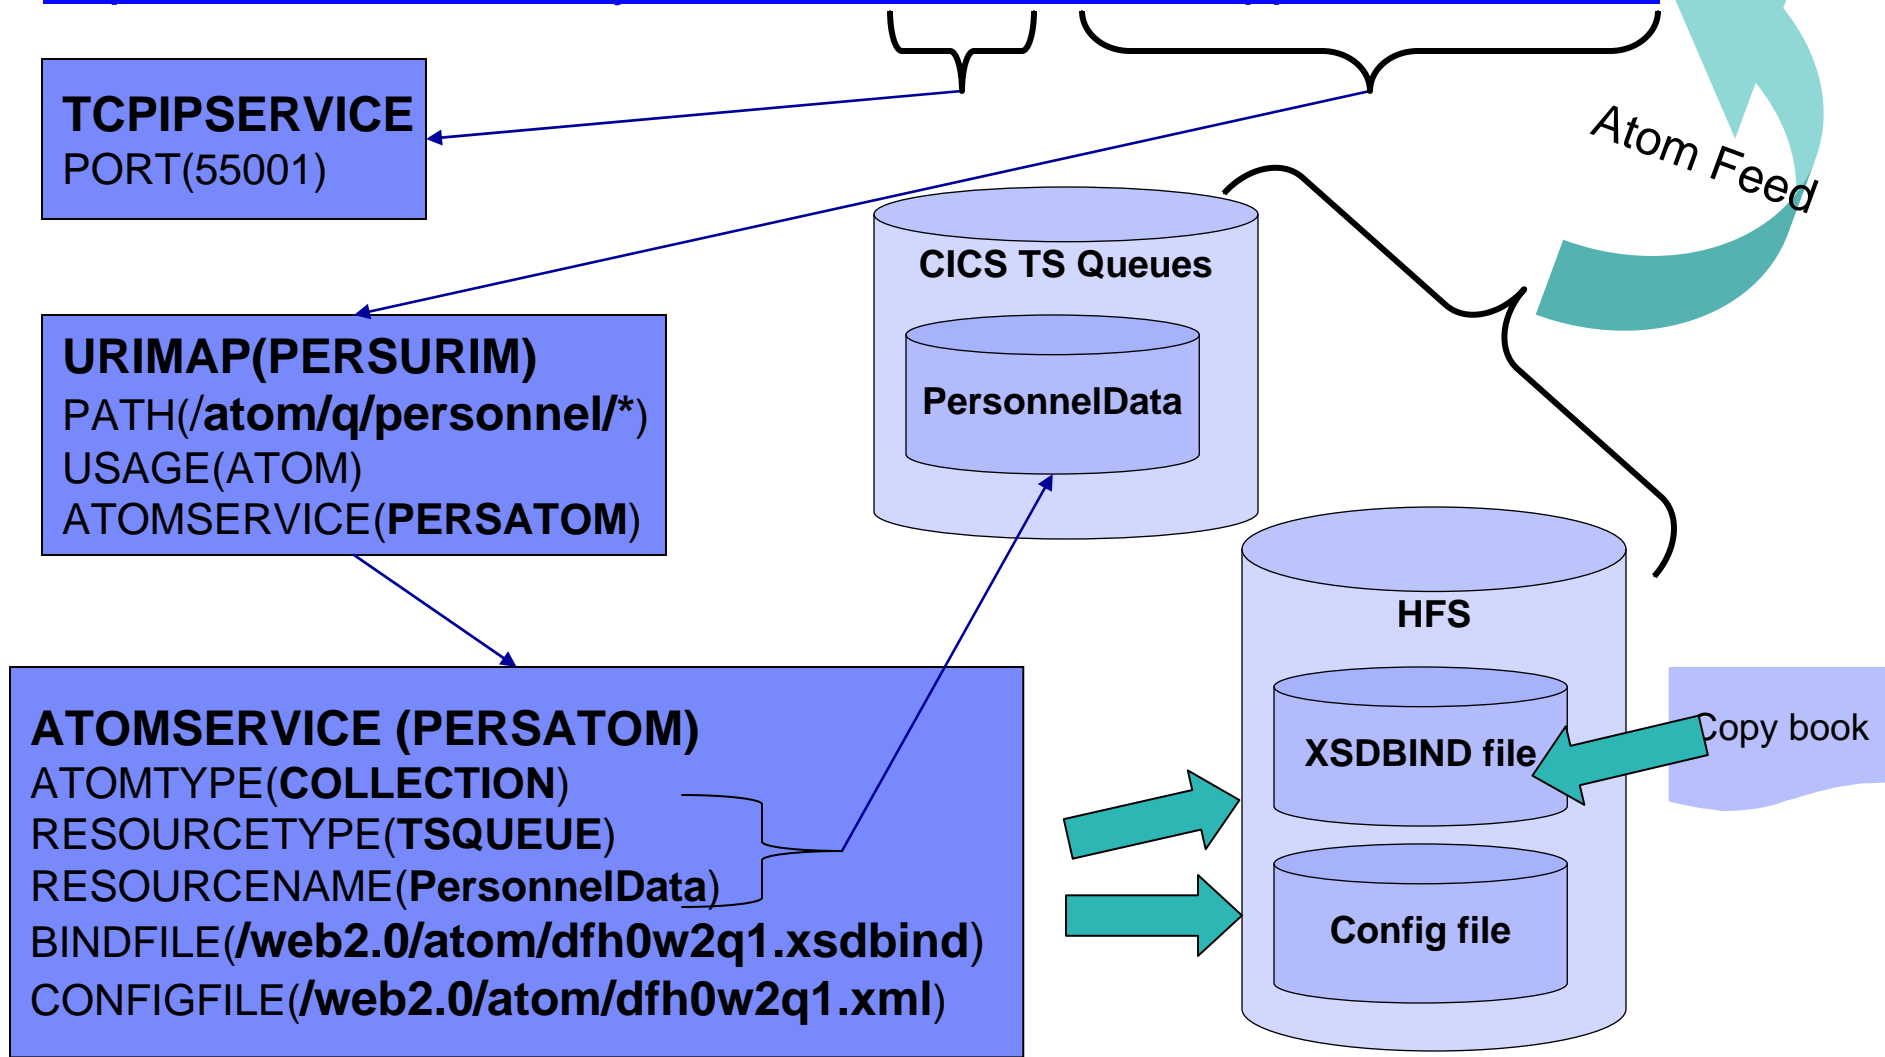 TCPIPSERVICE
PORT(55001)
Atom Feed
CICS TS Queues
PersonnelData
URIMAP(PERSURIM)
PATH(/atom/q/personnel/*)
USAGE(ATOM)
ATOMSERVICE(PERSATOM)
HFS
XSDBIND file
Copy book
Config file
ATOMSERVICE (PERSATOM)
ATOMTYPE(COLLECTION)
RESOURCETYPE(TSQUEUE)
RESOURCENAME(PersonnelData)
BINDFILE(/web2.0/atom/dfh0w2q1.xsdbind)
CONFIGFILE(/web2.0/atom/dfh0w2q1.xml)